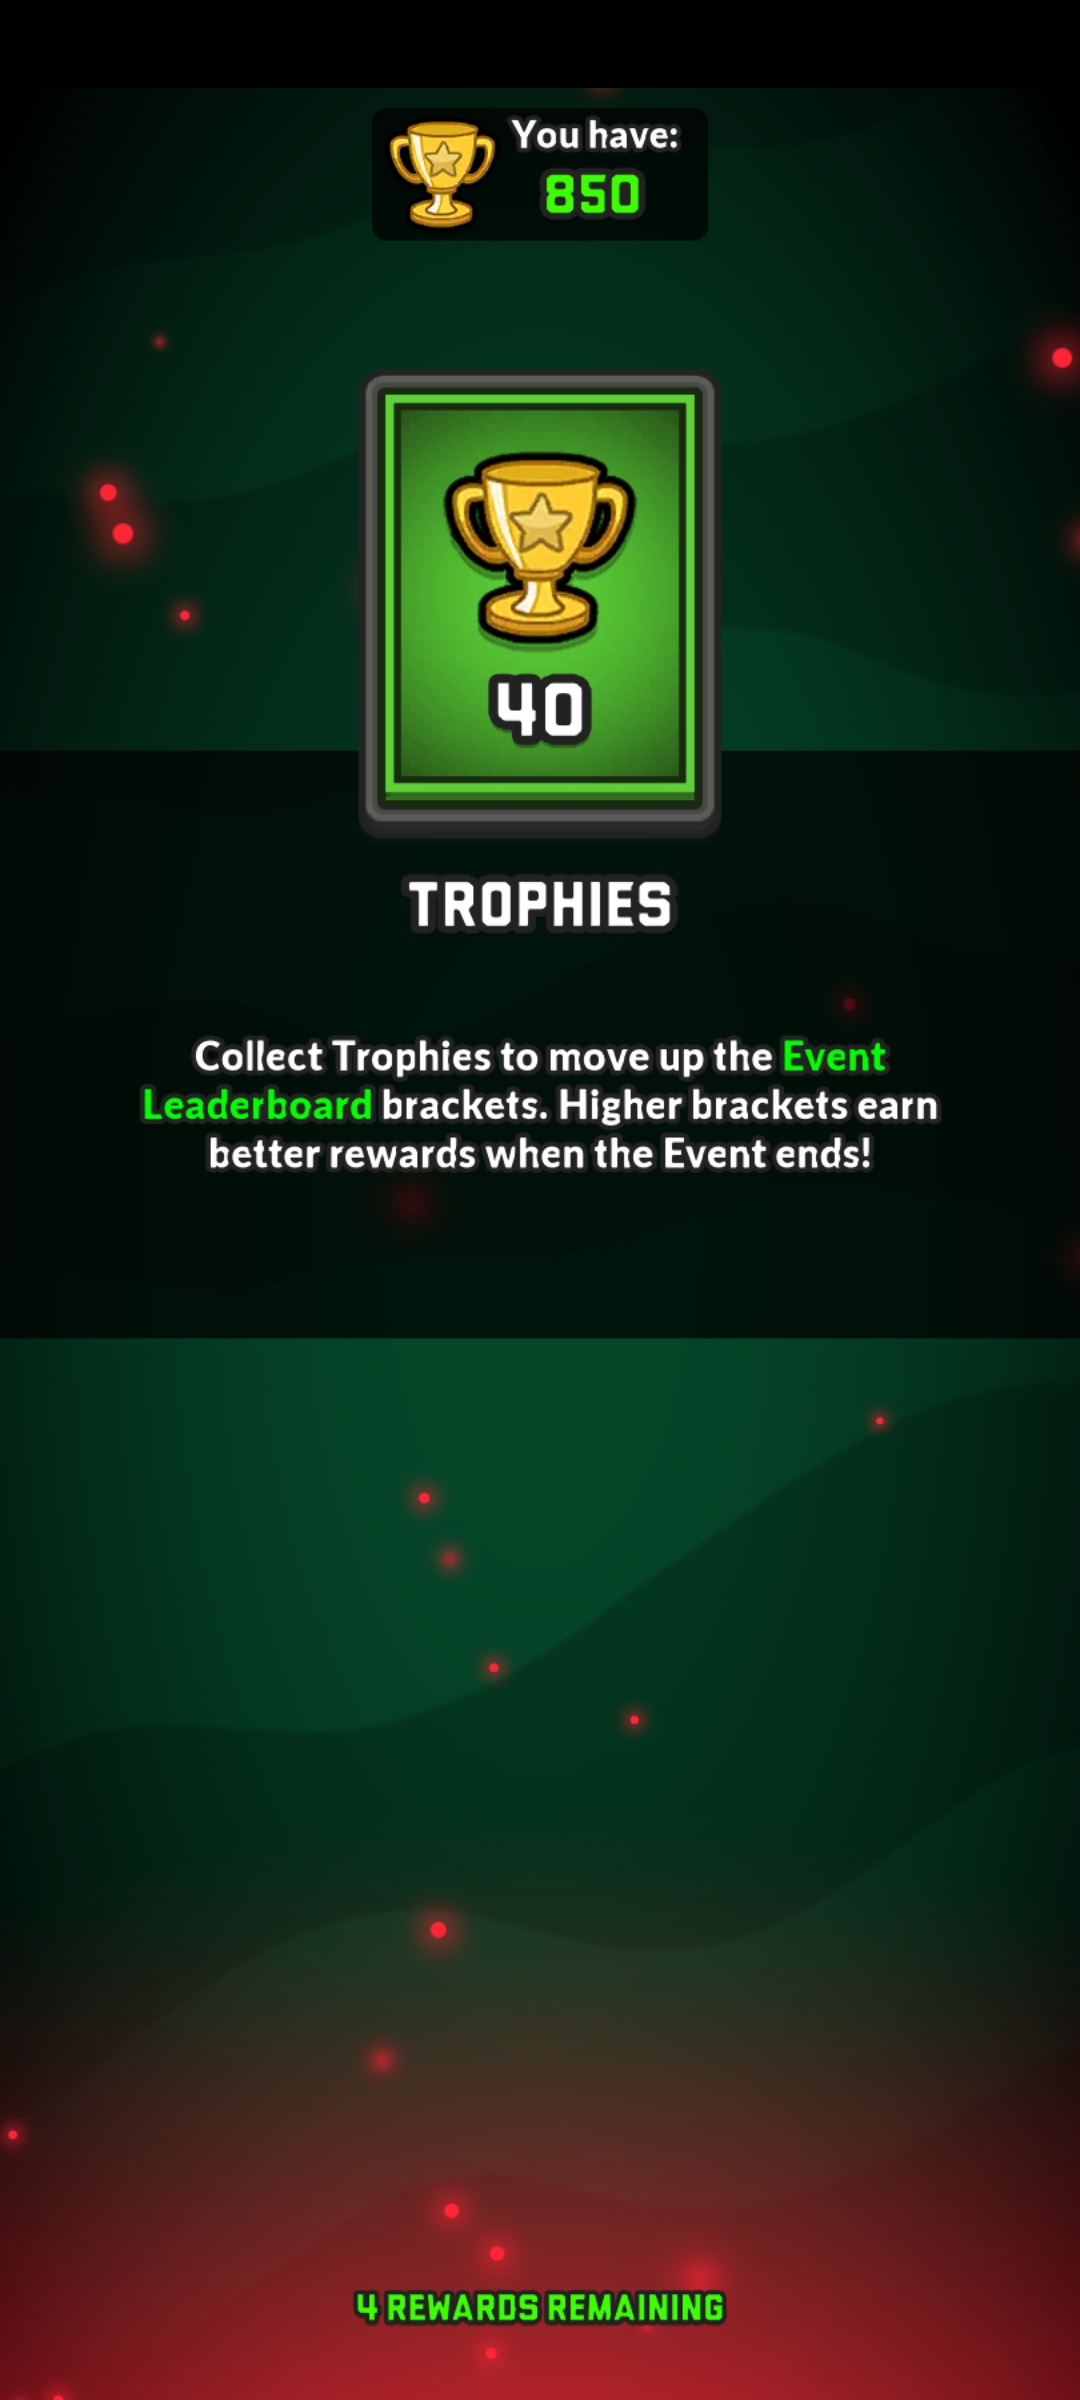 You have:
850
40
TROPHIES
Collect Trophies to move up the Event
Leaderboard brackets. Higher brackets earn
better rewards when the Event ends!
4 REWARDS REMAINING